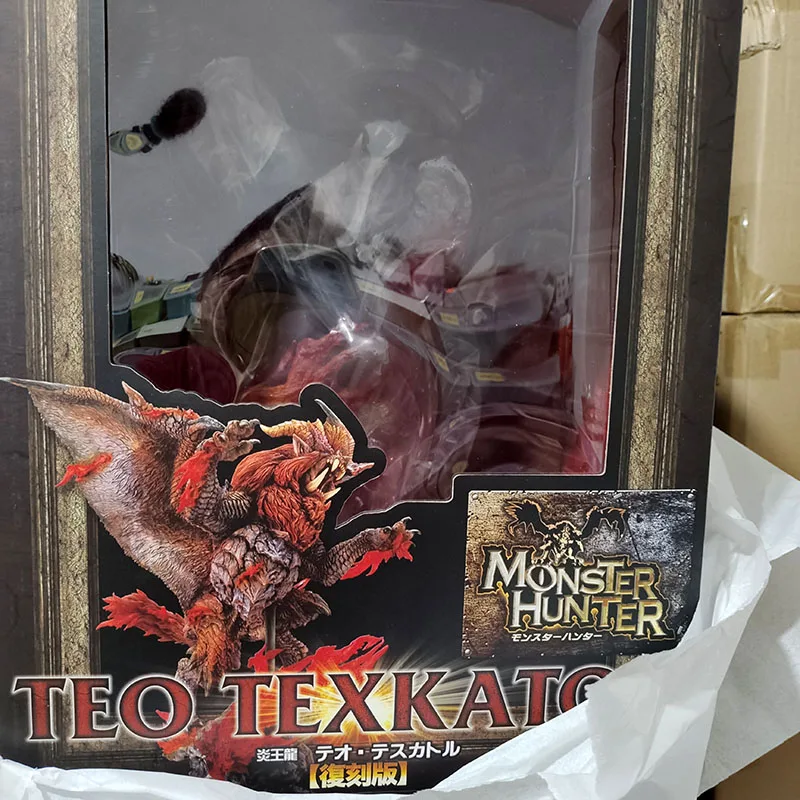 MONSTER
HUNTER
モンスターハンター
TEO TEXKATO
炎王龍 テオ・テスカトル
【復刻版】